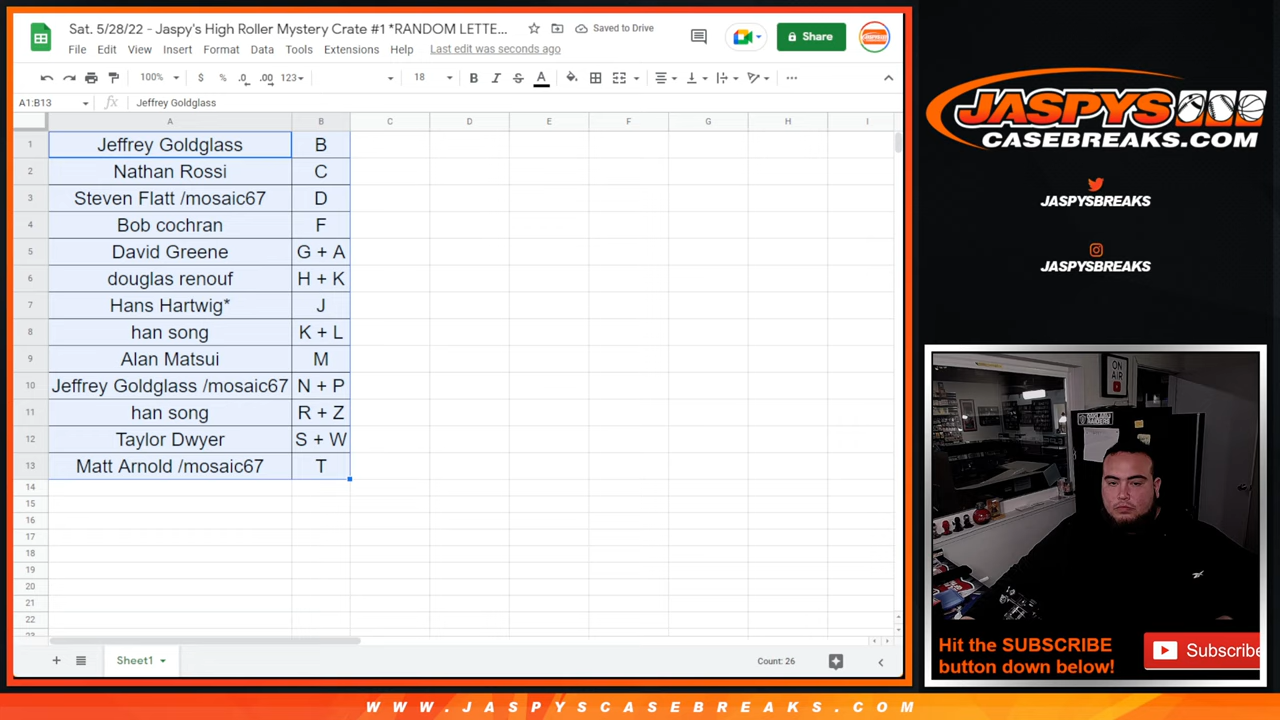 Sat. 5/28/22 - Jaspy's High Roller Mystery Crate #1 *RANDOM LETTE...
Saved to Drive
File Edit View Insert Format Data Tools Extensions Help Last edit was seconds ago
Share
100% $ % .0 .00 123 18 B I S A
A1:B13 fx Jeffrey Goldglass
A B C D E F G H I
1 Jeffrey Goldglass B
2 Nathan Rossi C
3 Steven Flatt /mosaic67 D
4 Bob cochran F
5 David Greene G + A
6 douglas renouf H + K
7 Hans Hartwig* J
8 han song K + L
9 Alan Matsui M
10 Jeffrey Goldglass /mosaic67 N + P
11 han song R + Z
12 Taylor Dwyer S + W
13 Matt Arnold /mosaic67 T
14
15
16
17
18
19
20
21
22
23
Sheet1
Count: 26
JASPYS
CASEBREAKS.COM
JASPYSBREAKS
JASPYSBREAKS
ON AIR
RAIDERS
Hit the SUBSCRIBE
button down below!
Subscribe
WWW.JASPYSCASEBREAKS.COM